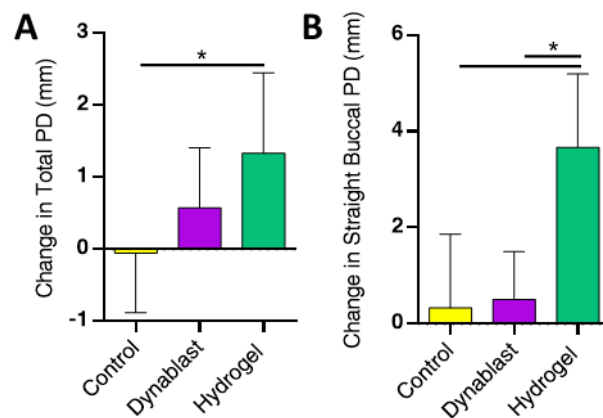 A
Change in Total PD (mm)
3
2
1
0
-1
*
Control
Dynablast
Hydrogel
B
Change in Straight Buccal PD (mm)
6
4
2
0
*
Control
Dynablast
Hydrogel